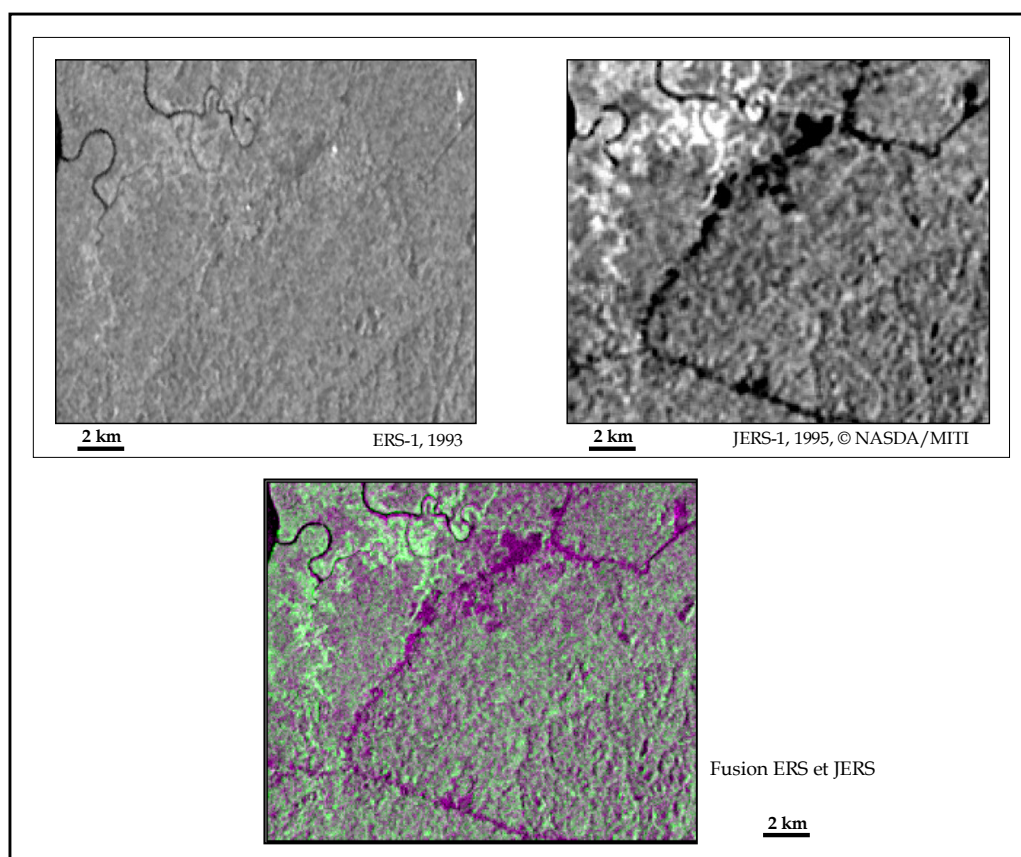 2 km
ERS-1, 1993
2 km
JERS-1, 1995, © NASDA/MITI
Fusion ERS et JERS
2 km